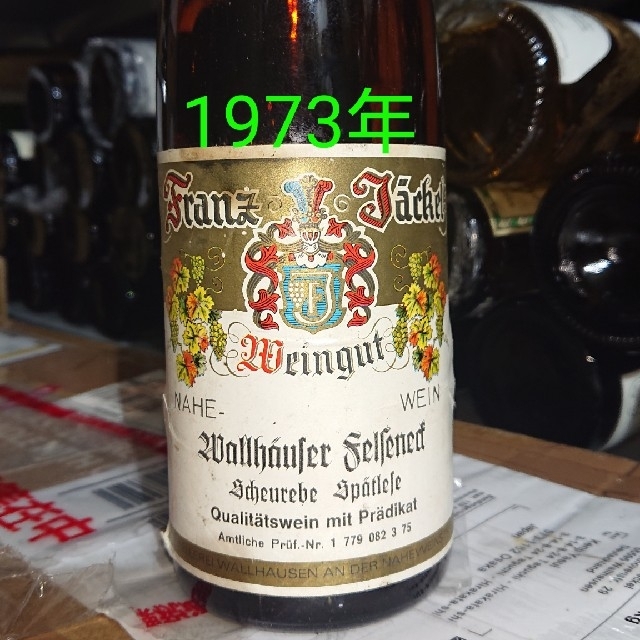 1973年
Franz Jäckel
Weingut
NAHE- WEIN
Wallhäuser Felseneck
Scheurebe Spätlese
Qualitätswein mit Prädikat
Amtliche Prüf.-Nr. 1 779 082 3 75
WALLHAUSEN AN DER NAHE